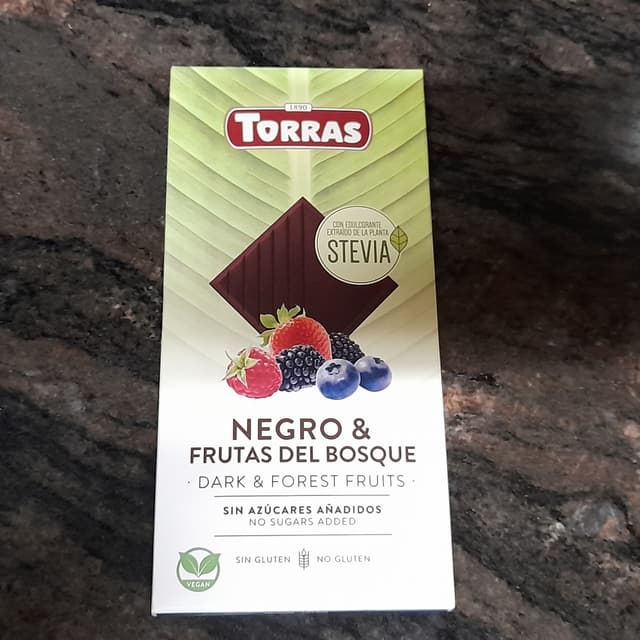 1890
TORRAS
CON EDULCORANTE
EXTRAÍDO DE LA PLANTA
STEVIA
NEGRO &
FRUTAS DEL BOSQUE
· DARK & FOREST FRUITS ·
SIN AZÚCARES AÑADIDOS
NO SUGARS ADDED
SIN GLUTEN NO GLUTEN
VEGAN